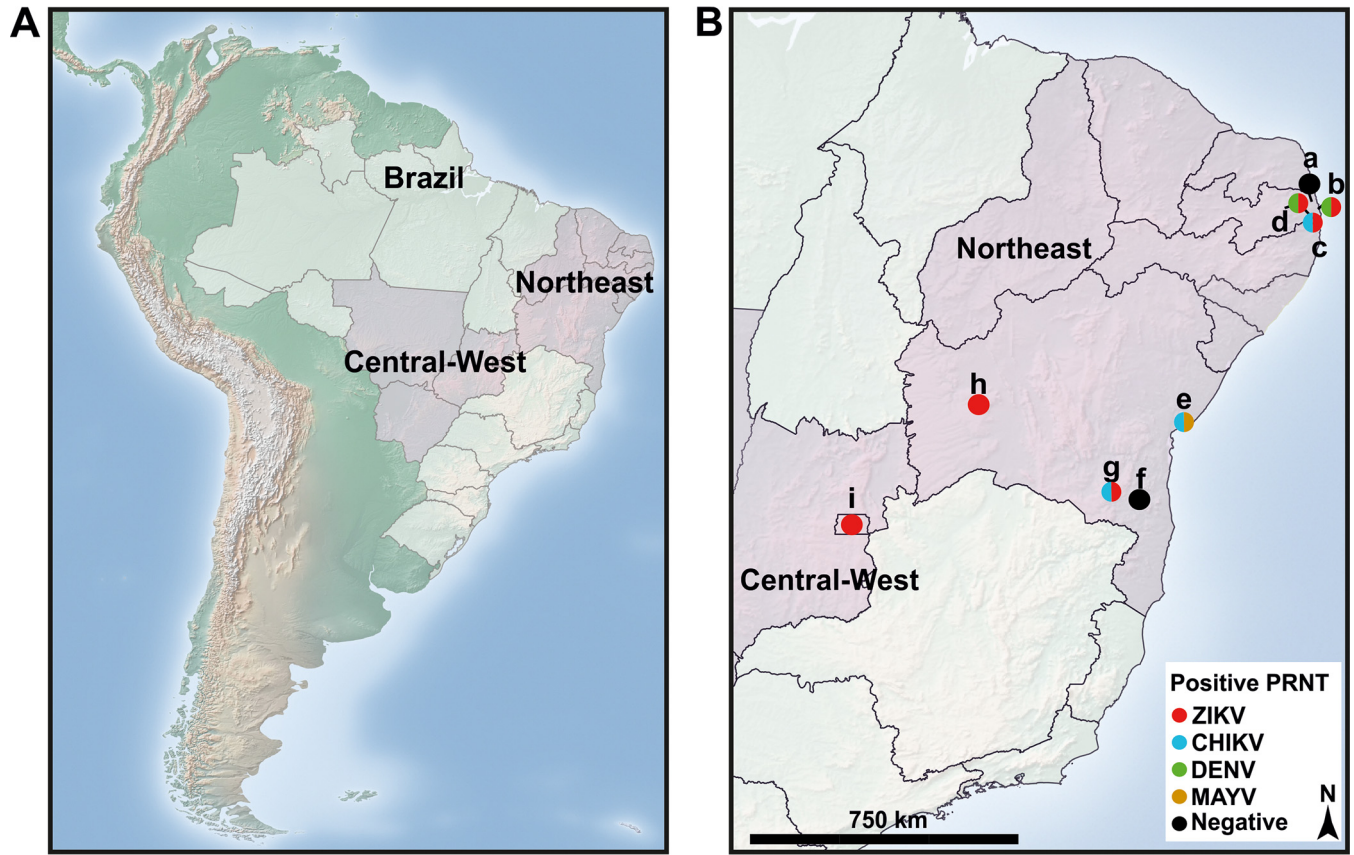 A
Brazil
Northeast
Central-West
B
a
b
d
c
Northeast
h
e
g
f
i
Central-West
Positive PRNT
ZIKV
CHIKV
DENV
MAYV
Negative
N
750 km